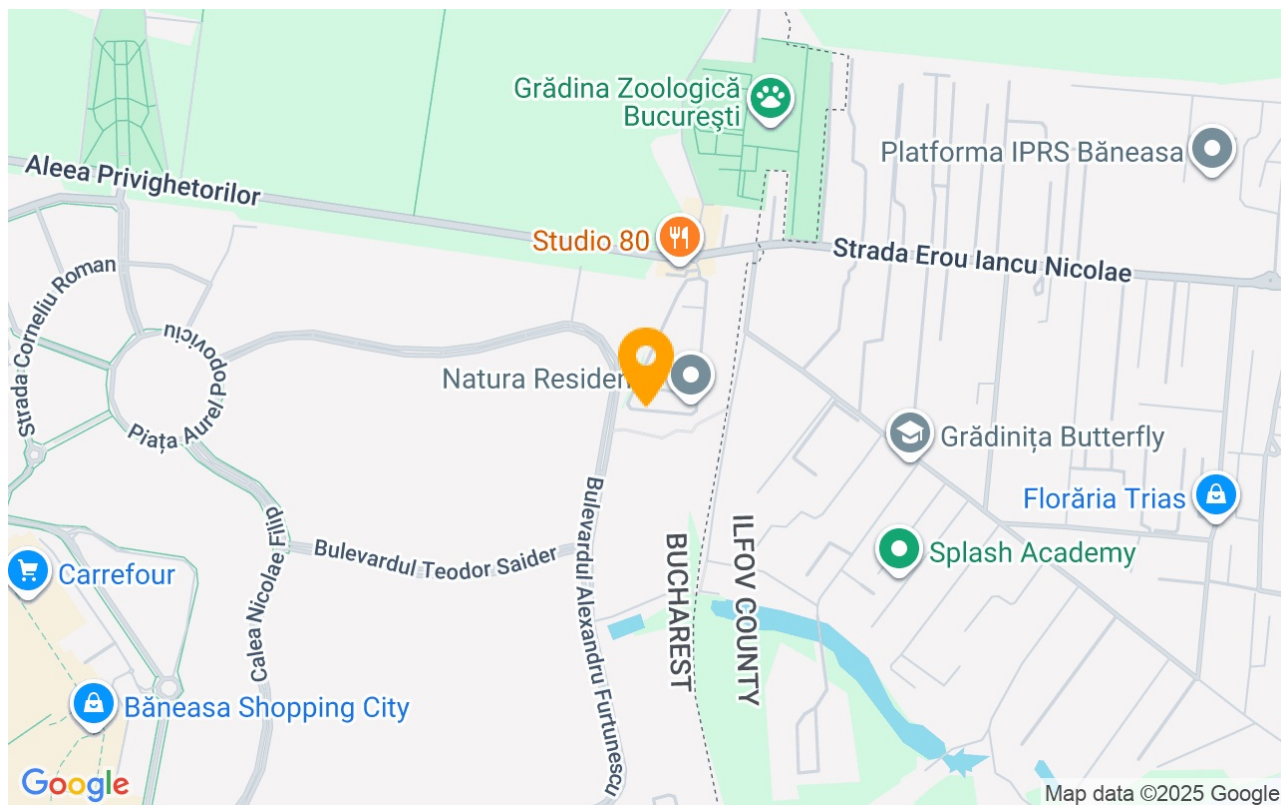 Grădina Zoologică
București
Platforma IPRS Băneasa
Aleea Privighetorilor
Studio 80
Strada Erou Iancu Nicolae
Strada Corneliu Roman
Piața Aurel Popoviciu
Natura Residen
Grădinița Butterfly
Florăria Trias
Calea Nicolae Filip
Bulevardul Teodor Saider
Bulevardul Alexandru Furtunescu
BUCHAREST
ILFOV COUNTY
Splash Academy
Carrefour
Băneasa Shopping City
Google
Map data ©2025 Google